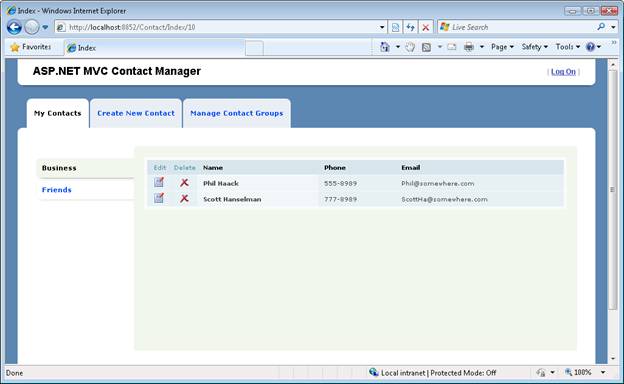 Index - Windows Internet Explorer
http://localhost:8852/Contact/Index/10
Live Search
Favorites
Index
Page
Safety
Tools
ASP.NET MVC Contact Manager
| Log On |
My Contacts
Create New Contact
Manage Contact Groups
Business
Friends
Edit Delete Name Phone Email
Phil Haack 555-8989 Phil@somewhere.com
Scott Hanselman 777-8989 ScottHa@somewhere.com
Done
Local intranet | Protected Mode: Off
100%